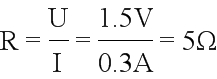 R = U/I = 1.5V/0.3A = 5Ω